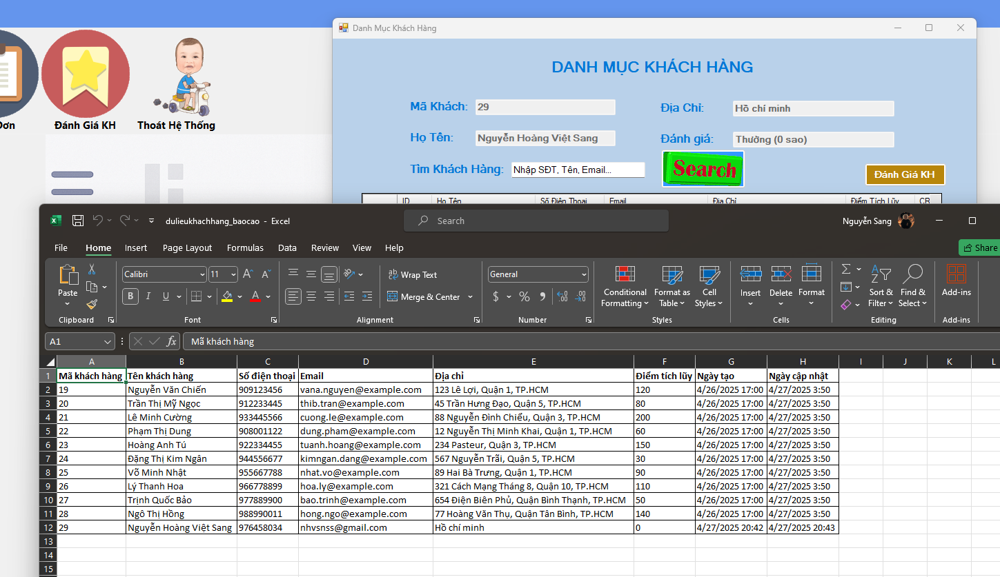 Danh Mục Khách Hàng
DANH MỤC KHÁCH HÀNG
Mã Khách: 29 Địa Chỉ: Hồ chí minh
Họ Tên: Nguyễn Hoàng Việt Sang Đánh giá: Thường (0 sao)
Tìm Khách Hàng: Nhập SĐT, Tên, Email... Search Đánh Giá KH
ID Họ Tên Số Điện Thoại Email Địa Chỉ Điểm Tích Lũy CR
Đơn Đánh Giá KH Thoát Hệ Thống
dulieukhachhang_baocao - Excel Search Nguyễn Sang
File Home Insert Page Layout Formulas Data Review View Help Share
Paste Calibri 11 Wrap Text General Conditional Formatting Format as Table Cell Styles Insert Delete Format Sort & Filter Find & Select Add-ins
B I U Merge & Center $ % 9
Clipboard Font Alignment Number Styles Cells Editing Add-ins
A1 fx Mã khách hàng
A B C D E F G H I J K L
1 Mã khách hàng Tên khách hàng Số điện thoại Email Địa chỉ Điểm tích lũy Ngày tạo Ngày cập nhật
2 19 Nguyễn Văn Chiến 909123456 vana.nguyen@example.com 123 Lê Lợi, Quận 1, TP.HCM 120 4/26/2025 17:00 4/27/2025 3:50
3 20 Trần Thị Mỹ Ngọc 912233445 thib.tran@example.com 45 Trần Hưng Đạo, Quận 5, TP.HCM 80 4/26/2025 17:00 4/27/2025 3:50
4 21 Lê Minh Cường 933445566 cuong.le@example.com 88 Nguyễn Đình Chiểu, Quận 3, TP.HCM 200 4/26/2025 17:00 4/27/2025 3:50
5 22 Phạm Thị Dung 908001122 dung.pham@example.com 12 Nguyễn Thị Minh Khai, Quận 1, TP.HCM 60 4/26/2025 17:00 4/27/2025 3:50
6 23 Hoàng Anh Tú 922334455 tuanh.hoang@example.com 234 Pasteur, Quận 3, TP.HCM 150 4/26/2025 17:00 4/27/2025 3:50
7 24 Đặng Thị Kim Ngân 944556677 kimngan.dang@example.com 567 Nguyễn Trãi, Quận 5, TP.HCM 30 4/26/2025 17:00 4/27/2025 3:50
8 25 Võ Minh Nhật 955667788 nhat.vo@example.com 89 Hai Bà Trưng, Quận 1, TP.HCM 90 4/26/2025 17:00 4/27/2025 3:50
9 26 Lý Thanh Hoa 966778899 hoa.ly@example.com 321 Cách Mạng Tháng 8, Quận 10, TP.HCM 110 4/26/2025 17:00 4/27/2025 3:50
10 27 Trịnh Quốc Bảo 977889900 bao.trinh@example.com 654 Điện Biên Phủ, Quận Bình Thạnh, TP.HCM 50 4/26/2025 17:00 4/27/2025 3:50
11 28 Ngô Thị Hồng 988990011 hong.ngo@example.com 77 Hoàng Văn Thụ, Quận Tân Bình, TP.HCM 140 4/26/2025 17:00 4/27/2025 3:50
12 29 Nguyễn Hoàng Việt Sang 976458034 nhvsnss@gmail.com Hồ chí minh 0 4/27/2025 20:42 4/27/2025 20:43
13
14
15